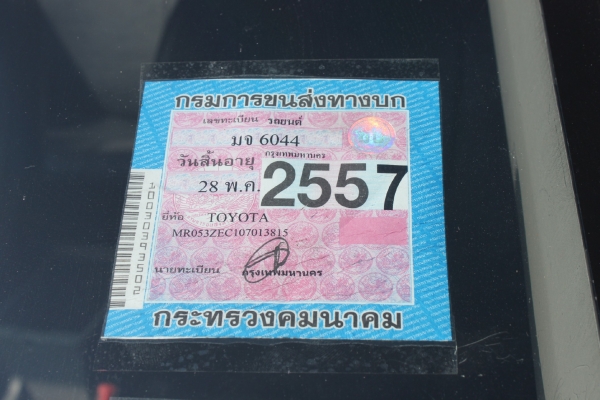 กรมการขนส่งทางบก
เลขทะเบียน รถยนต์
มจ 6044
กรุงเทพมหานคร
วันสิ้นอายุ
28 พ.ค. 2557
ยี่ห้อ TOYOTA
MR053ZEC107013815
นายทะเบียน กรุงเทพมหานคร
กระทรวงคมนาคม